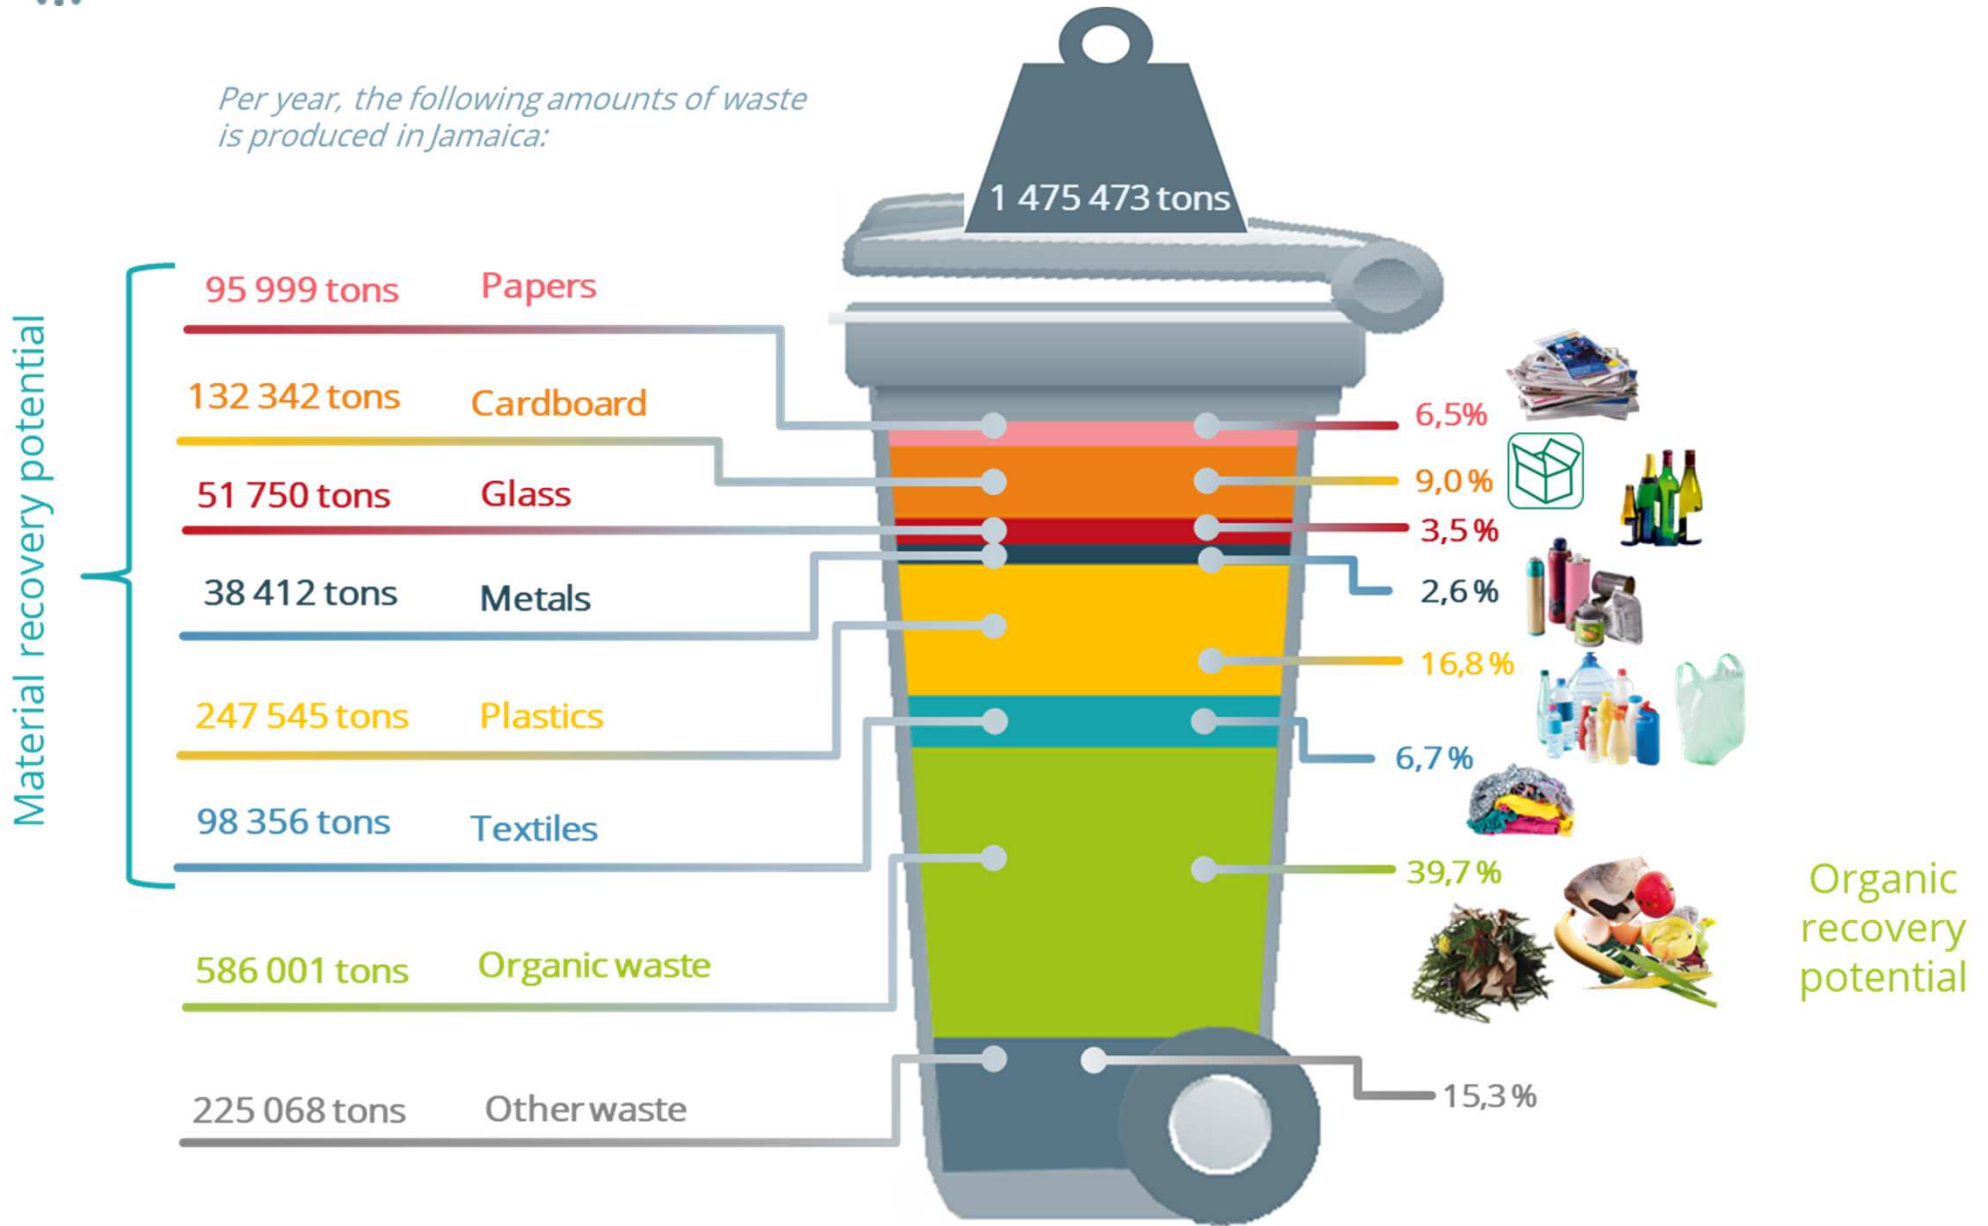 Per year, the following amounts of waste
is produced in Jamaica:
1 475 473 tons
Material recovery potential
95 999 tons Papers
6,5%
132 342 tons Cardboard
9,0 %
51 750 tons Glass
3,5 %
38 412 tons Metals
2,6 %
247 545 tons Plastics
16,8 %
98 356 tons Textiles
6,7 %
586 001 tons Organic waste
39,7 %
Organic
recovery
potential
225 068 tons Other waste
15,3 %